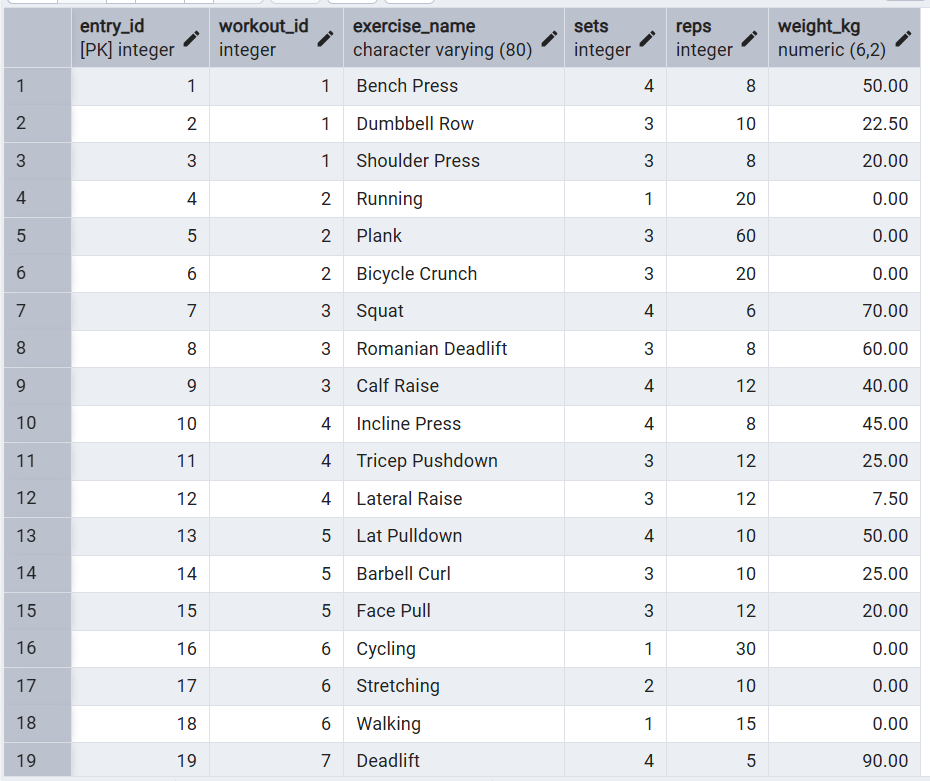 entry_id workout_id exercise_name sets reps weight_kg
[PK] integer integer character varying (80) integer integer numeric (6,2)
1 1 1 Bench Press 4 8 50.00
2 2 1 Dumbbell Row 3 10 22.50
3 3 1 Shoulder Press 3 8 20.00
4 4 2 Running 1 20 0.00
5 5 2 Plank 3 60 0.00
6 6 2 Bicycle Crunch 3 20 0.00
7 7 3 Squat 4 6 70.00
8 8 3 Romanian Deadlift 3 8 60.00
9 9 3 Calf Raise 4 12 40.00
10 10 4 Incline Press 4 8 45.00
11 11 4 Tricep Pushdown 3 12 25.00
12 12 4 Lateral Raise 3 12 7.50
13 13 5 Lat Pulldown 4 10 50.00
14 14 5 Barbell Curl 3 10 25.00
15 15 5 Face Pull 3 12 20.00
16 16 6 Cycling 1 30 0.00
17 17 6 Stretching 2 10 0.00
18 18 6 Walking 1 15 0.00
19 19 7 Deadlift 4 5 90.00